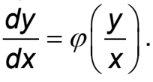 dy/dx = φ(y/x).